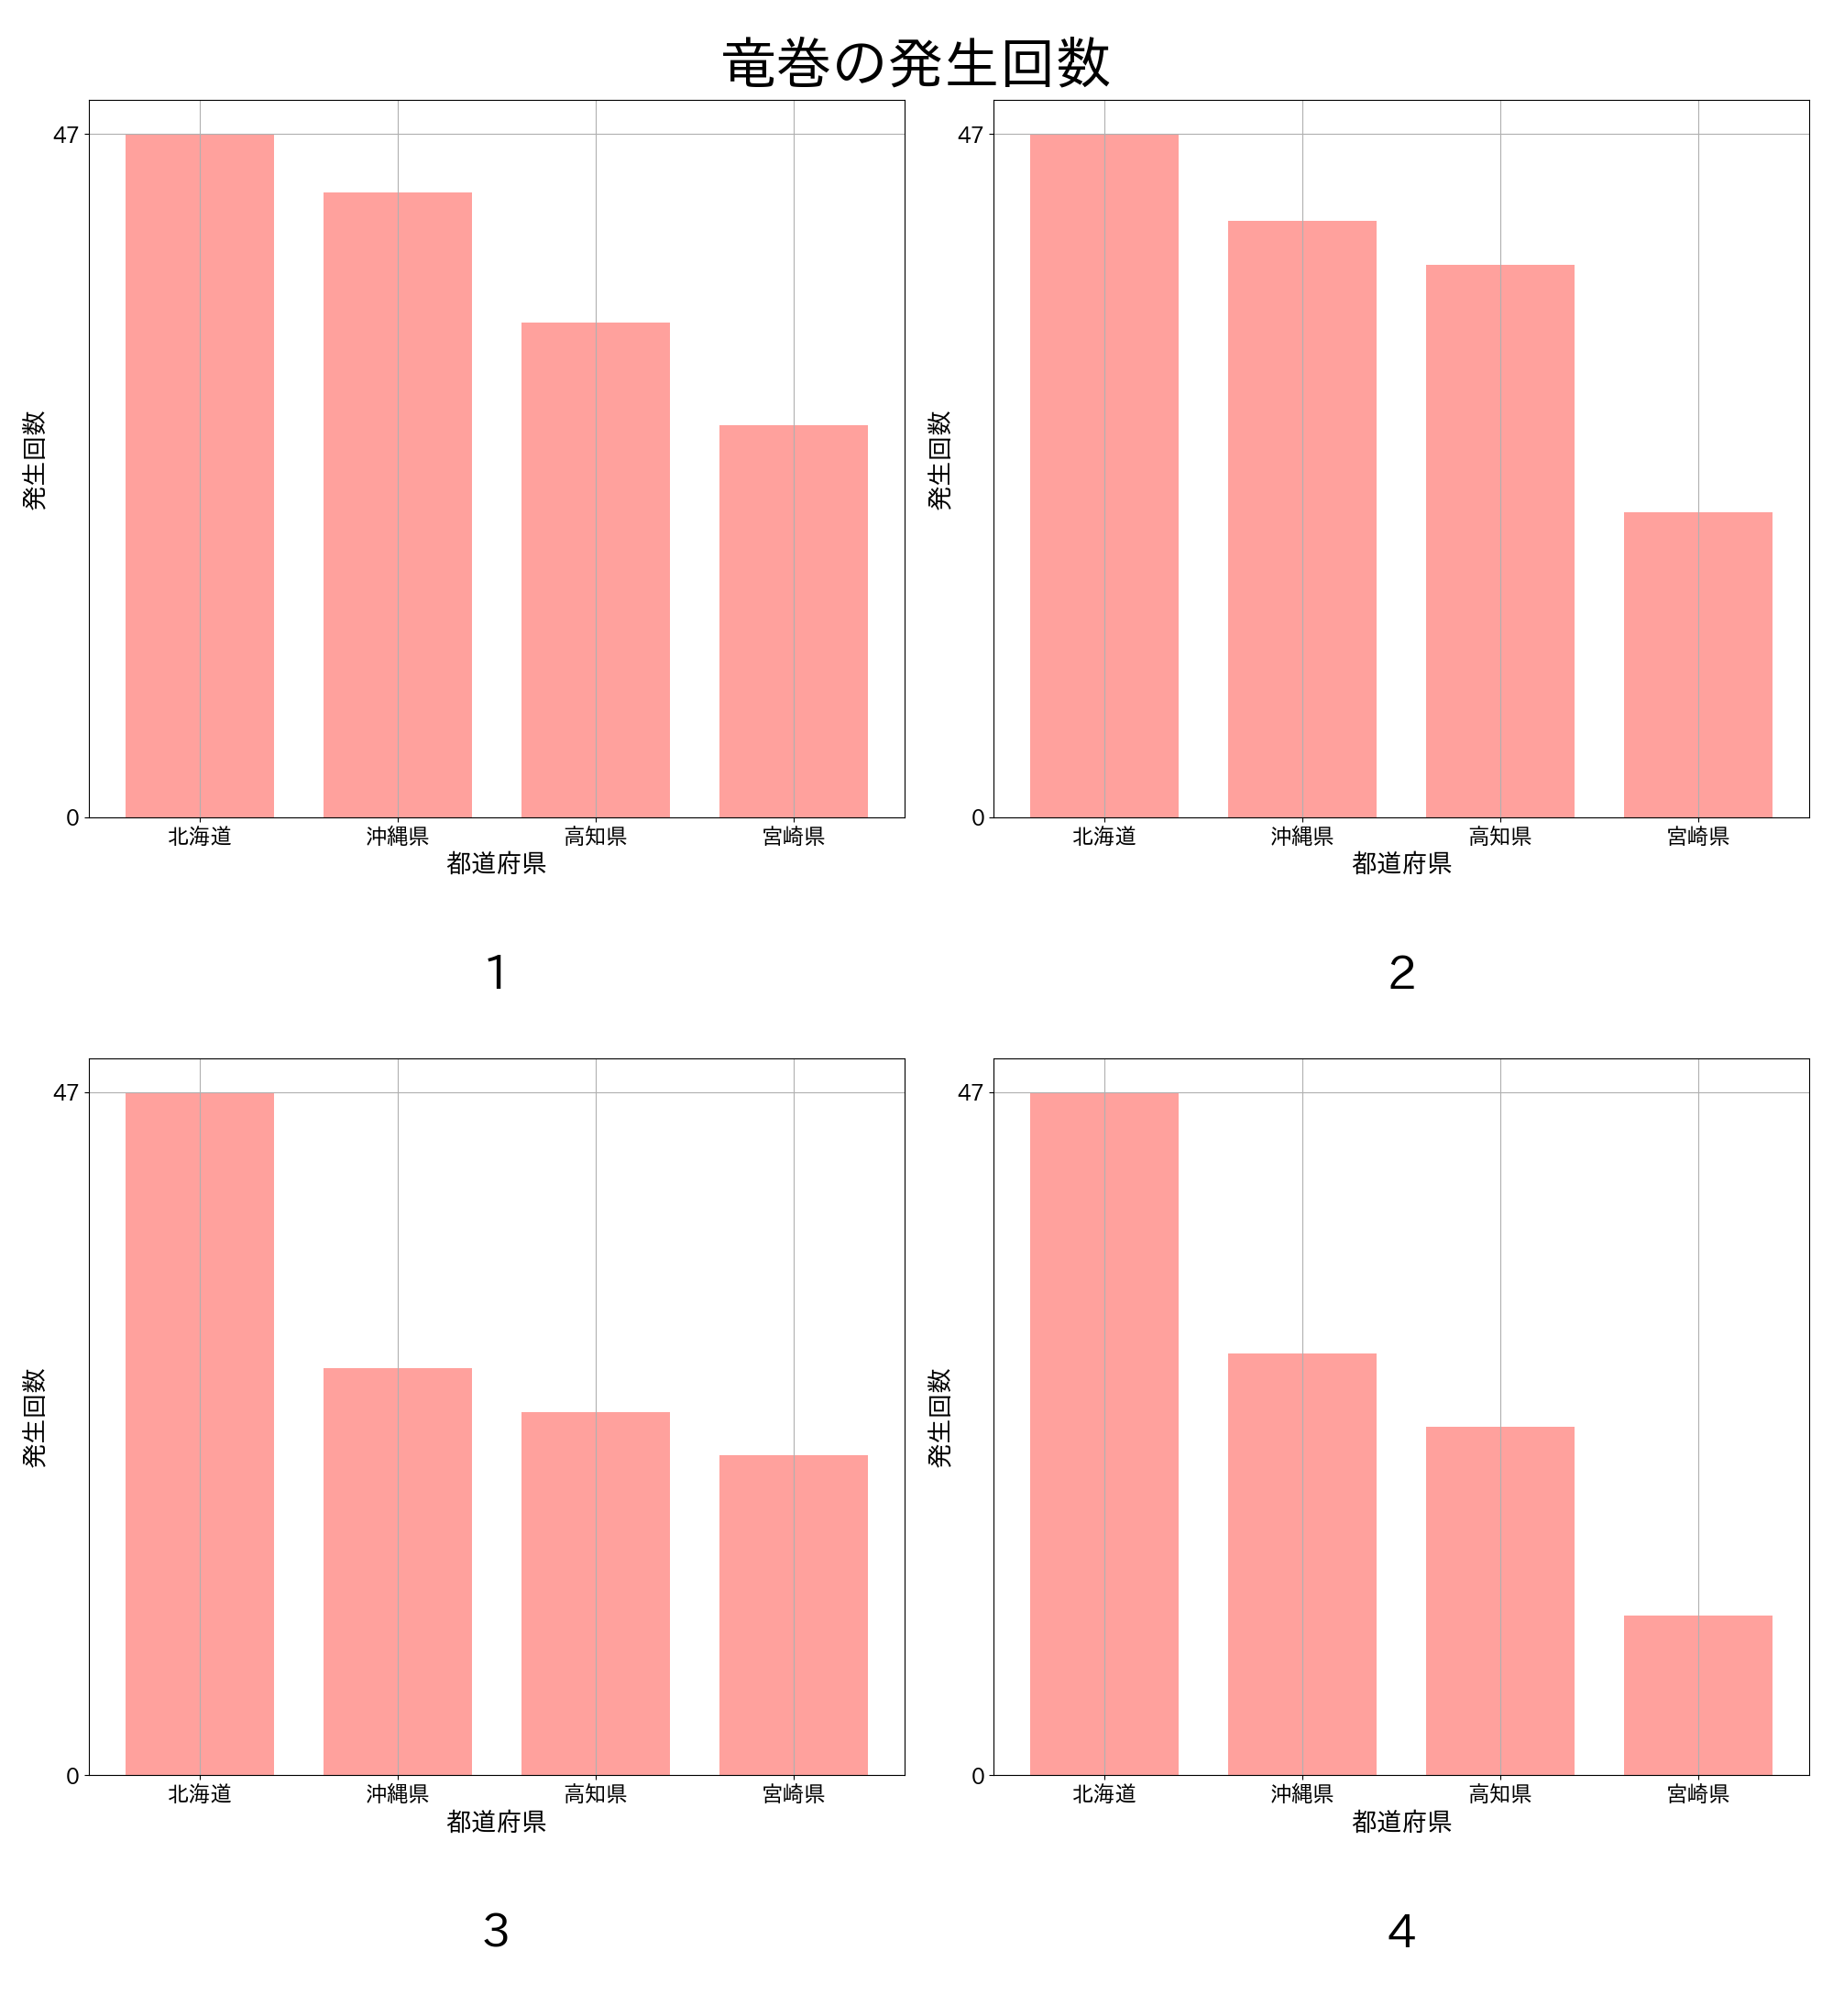 竜巻の発生回数
47
0
発生回数
北海道 沖縄県 高知県 宮崎県
都道府県
1
47
0
発生回数
北海道 沖縄県 高知県 宮崎県
都道府県
2
47
0
発生回数
北海道 沖縄県 高知県 宮崎県
都道府県
3
47
0
発生回数
北海道 沖縄県 高知県 宮崎県
都道府県
4